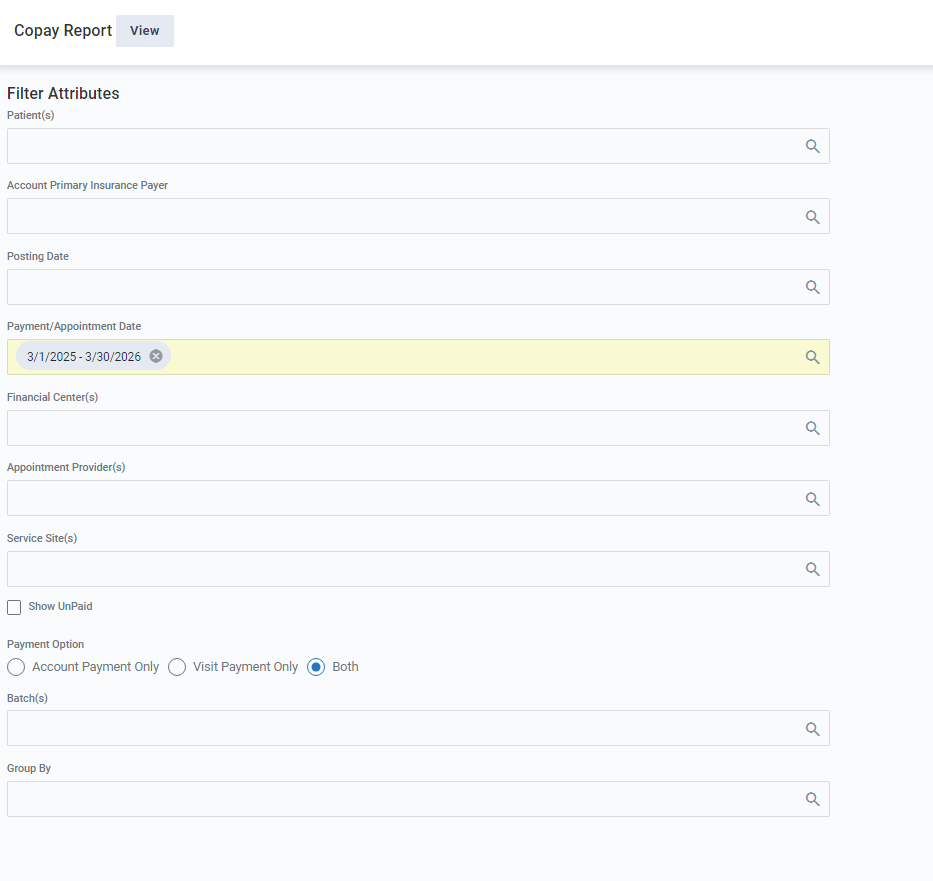 Copay Report View
Filter Attributes
Patient(s)
Account Primary Insurance Payer
Posting Date
Payment/Appointment Date
3/1/2025 - 3/30/2026
Financial Center(s)
Appointment Provider(s)
Service Site(s)
Show UnPaid
Payment Option
Account Payment Only Visit Payment Only Both
Batch(s)
Group By